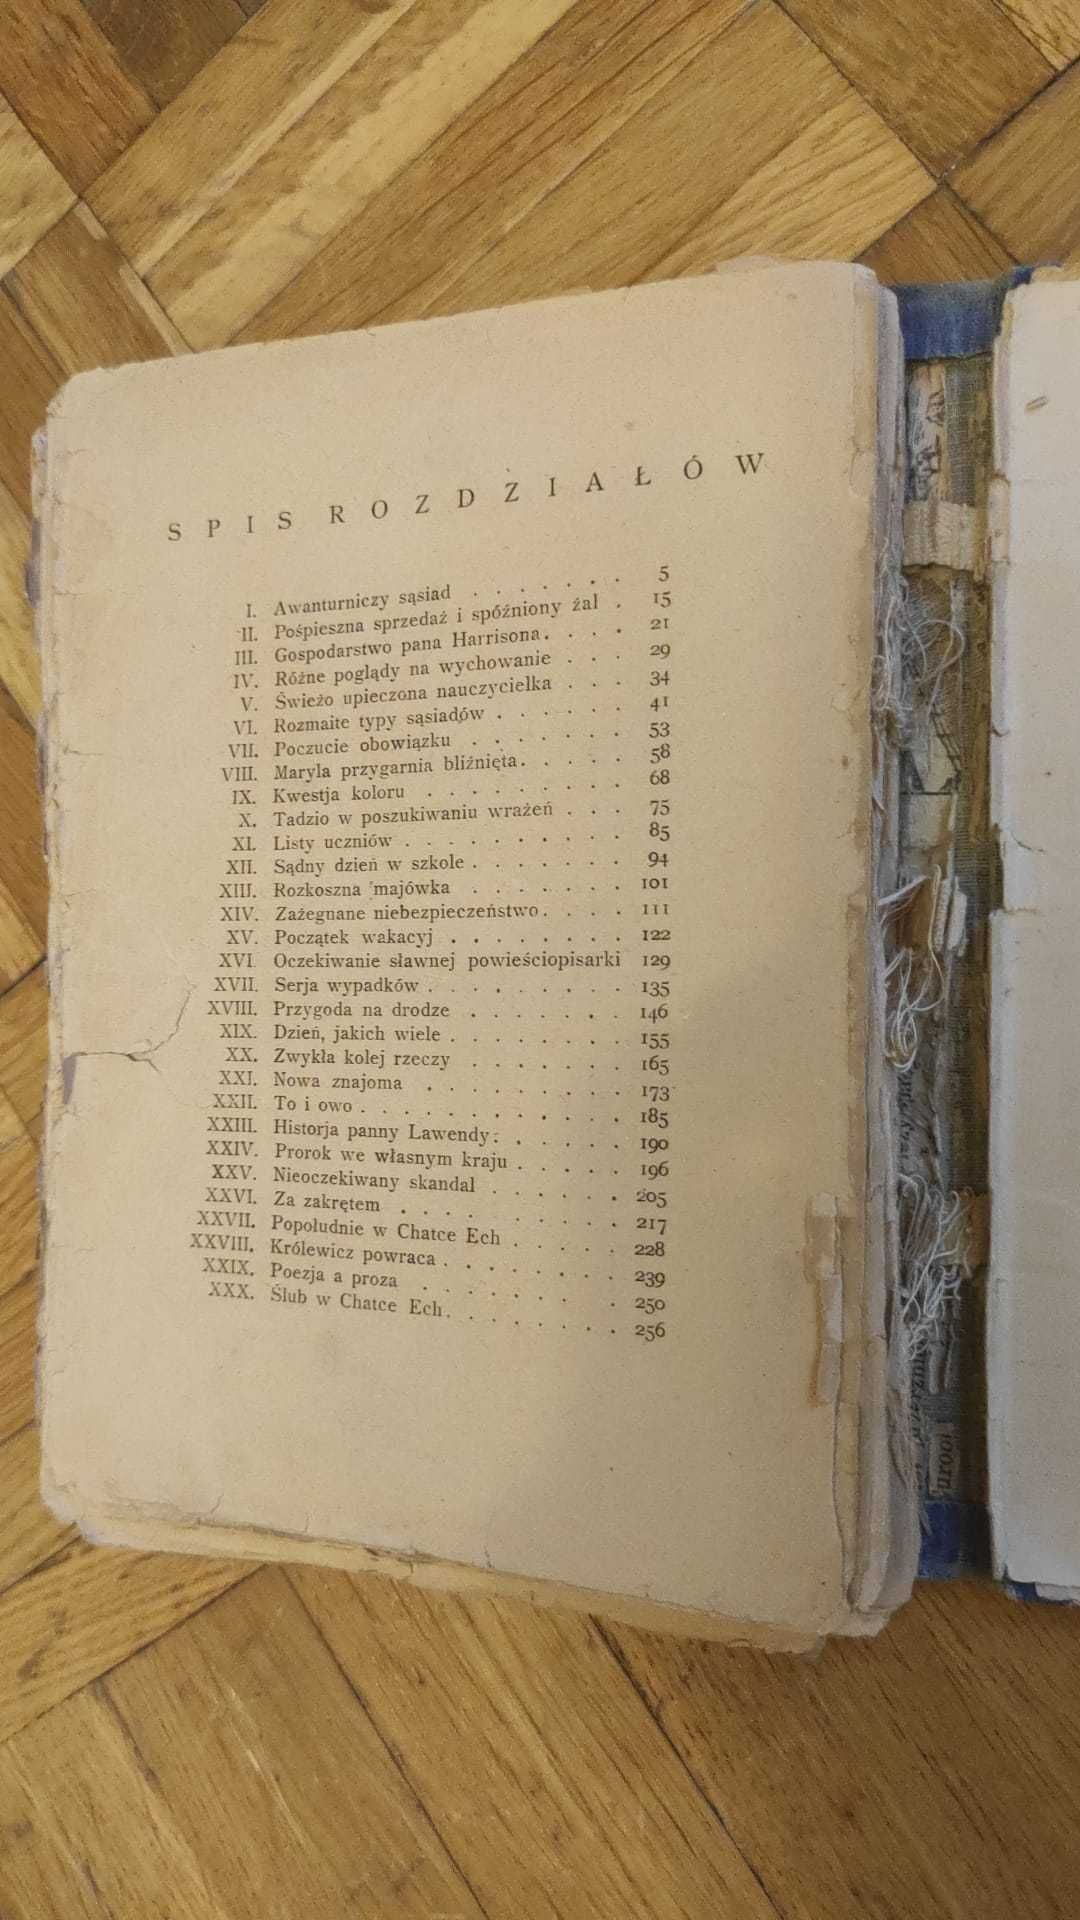 SPIS ROZDZIAŁÓW
I. Awanturniczy sąsiad . . . . . . . 5
II. Pośpieszna sprzedaż i spóźniony żal . 15
III. Gospodarstwo pana Harrisona. . . . 21
IV. Różne poglądy na wychowanie . . . 29
V. Świeżo upieczona nauczycielka . . . 34
VI. Rozmaite typy sąsiadów . . . . . . 41
VII. Poczucie obowiązku . . . . . . . 53
VIII. Maryla przygarnia bliźnięta. . . . . 58
IX. Kwestja koloru . . . . . . . . . 68
X. Tadzio w poszukiwaniu wrażeń . . . 75
XI. Listy uczniów . . . . . . . . . . 85
XII. Sądny dzień w szkole . . . . . . . 94
XIII. Rozkoszna majówka . . . . . . . 101
XIV. Zażegnane niebezpieczeństwo. . . . 111
XV. Początek wakacyj . . . . . . . . 122
XVI Oczekiwanie sławnej powieściopisarki 129
XVII. Serja wypadków . . . . . . . . . 135
XVIII. Przygoda na drodze . . . . . . . 146
XIX. Dzień, jakich wiele . . . . . . . . 155
XX. Zwykła kolej rzeczy . . . . . . . 165
XXI. Nowa znajoma . . . . . . . . . 173
XXII. To i owo . . . . . . . . . . . . 185
XXIII. Historja panny Lawendy . . . . . . 190
XXIV. Prorok we własnym kraju . . . . . 196
XXV. Nieoczekiwany skandal . . . . . . 205
XXVI. Za zakrętem . . . . . . . . . 217
XXVII. Popołudnie w Chatce Ech . . . . . 228
XXVIII. Królewicz powraca . . . . . . . . 239
XXIX. Poezja a proza . . . . . . . . 250
XXX. Ślub w Chatce Ech. . . . . . . . 256